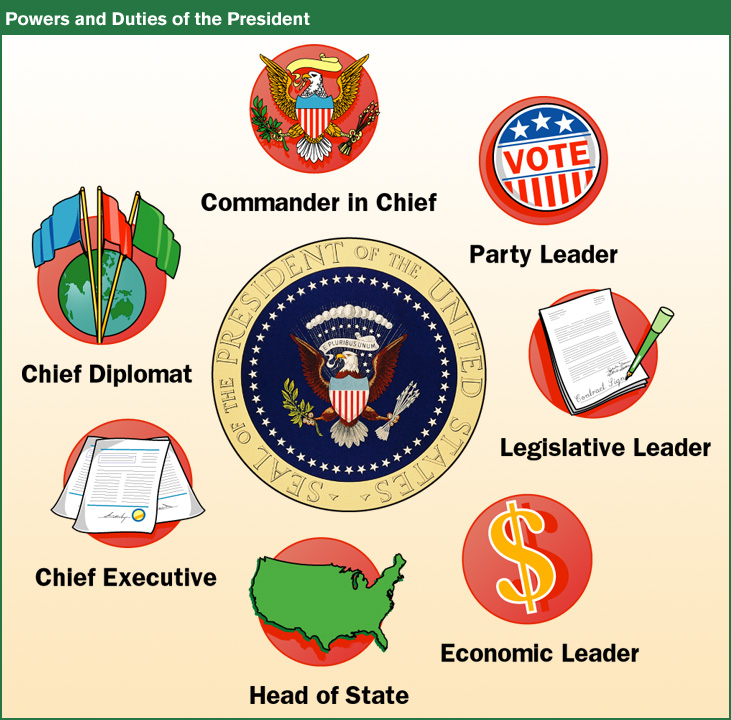 Powers and Duties of the President
Commander in Chief
VOTE
Party Leader
Chief Diplomat
SEAL OF THE PRESIDENT OF THE UNITED STATES
E PLURIBUS UNUM
Legislative Leader
Chief Executive
Economic Leader
Head of State